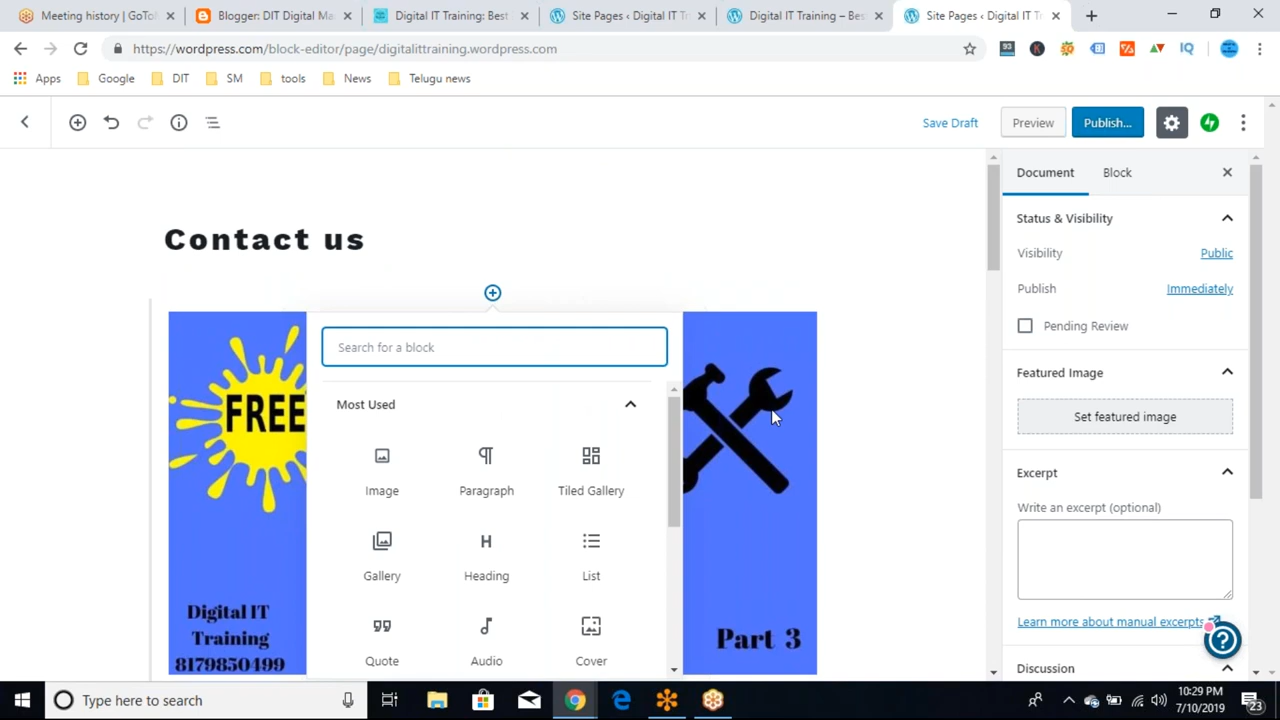 Meeting history | GoTo
Blogger: DIT Digital Ma
Digital IT Training: Best
Site Pages ‹ Digital IT Tr
Digital IT Training – Bes
Site Pages ‹ Digital IT T
https://wordpress.com/block-editor/page/digitalittraining.wordpress.com
93
K
IQ
Apps
Google
DIT
SM
tools
News
Telugu news
Save Draft
Preview
Publish...
Document
Block
Status & Visibility
Visibility
Public
Publish
Immediately
Pending Review
Featured Image
Set featured image
Excerpt
Write an excerpt (optional)
Learn more about manual excerpts
Discussion
Contact us
FREE
Digital IT
Training
8179850499
Part 3
Search for a block
Most Used
Image
Paragraph
Tiled Gallery
Gallery
Heading
List
Quote
Audio
Cover
Type here to search
10:29 PM
7/10/2019
23